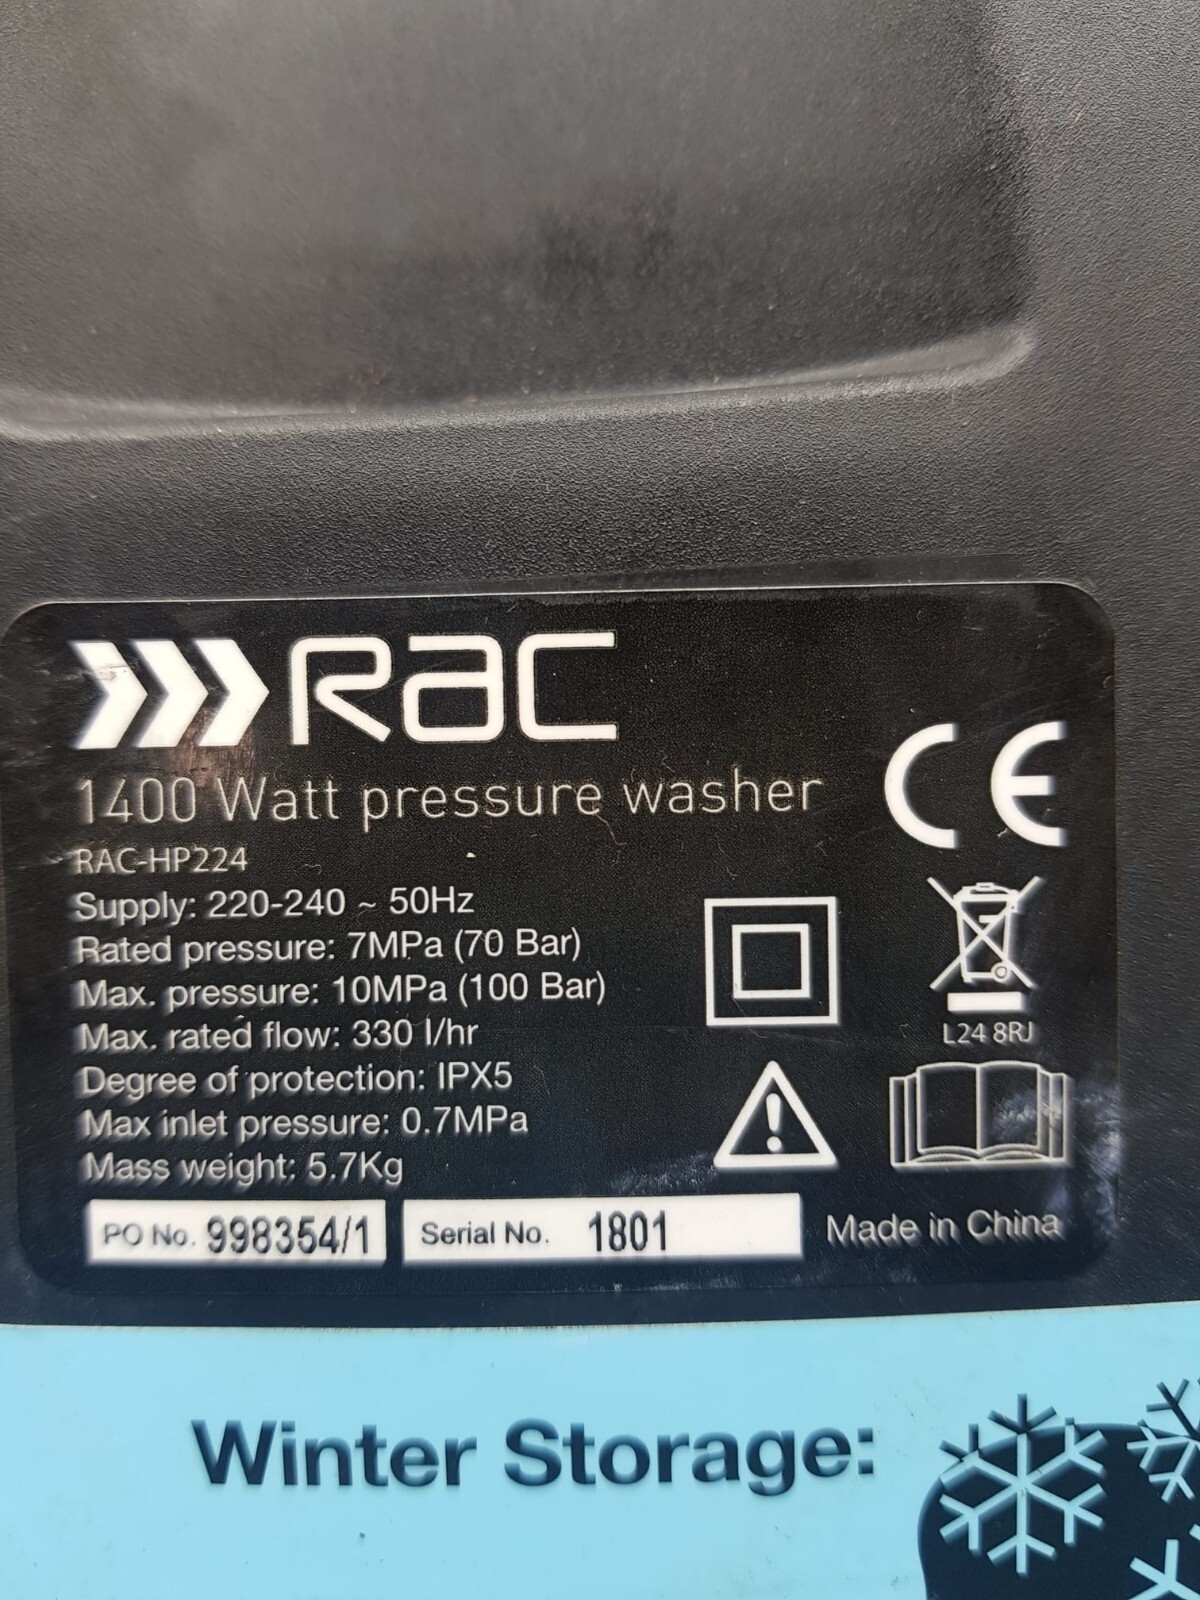 RAC
CE
1400 Watt pressure washer
RAC-HP224
Supply: 220-240 ~ 50Hz
Rated pressure: 7MPa (70 Bar)
Max. pressure: 10MPa (100 Bar)
Max. rated flow: 330 l/hr
L24 8RJ
Degree of protection: IPX5
Max inlet pressure: 0.7MPa
Mass weight: 5.7Kg
PO No. 998354/1 Serial No. 1801 Made in China
Winter Storage: